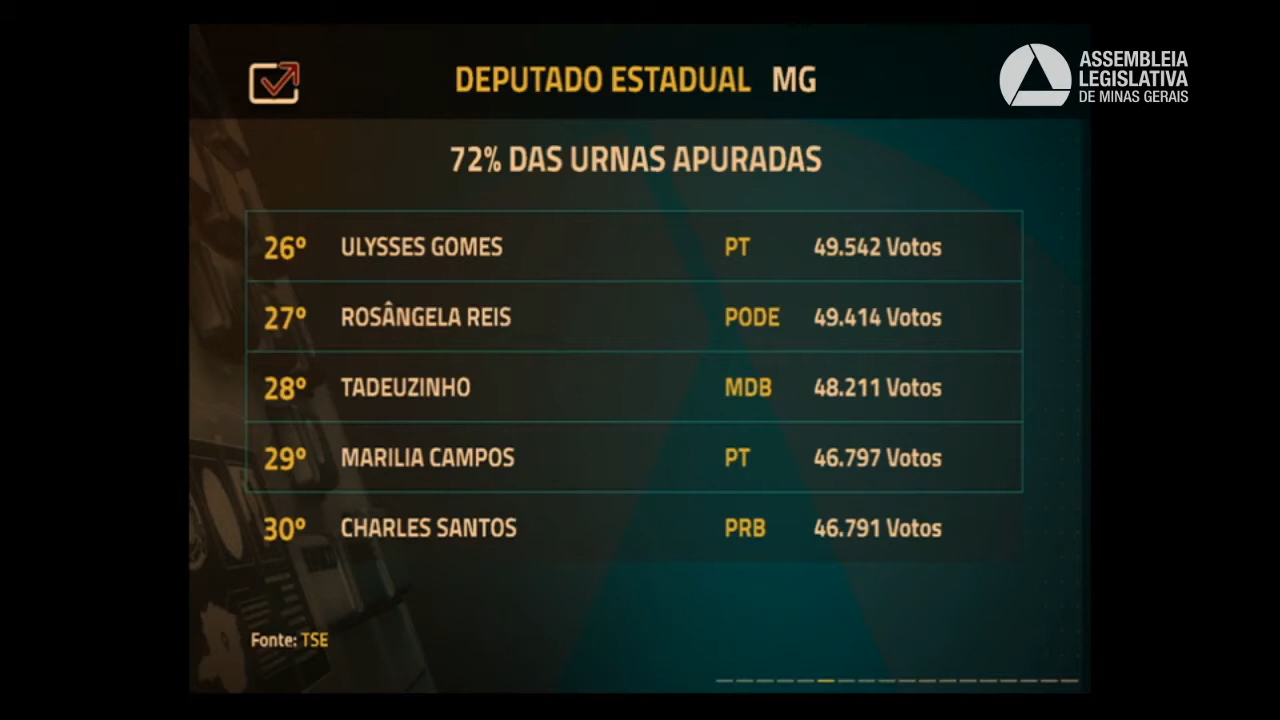 DEPUTADO ESTADUAL MG
ASSEMBLEIA
LEGISLATIVA
DE MINAS GERAIS
72% DAS URNAS APURADAS
26º ULYSSES GOMES PT 49.542 Votos
27º ROSÂNGELA REIS PODE 49.414 Votos
28º TADEUZINHO MDB 48.211 Votos
29º MARILIA CAMPOS PT 46.797 Votos
30º CHARLES SANTOS PRB 46.791 Votos
Fonte: TSE